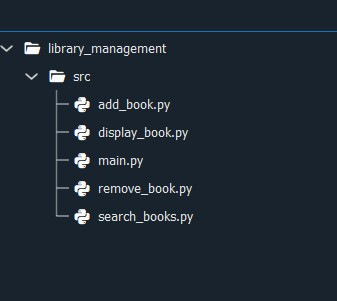 library_management
src
add_book.py
display_book.py
main.py
remove_book.py
search_books.py